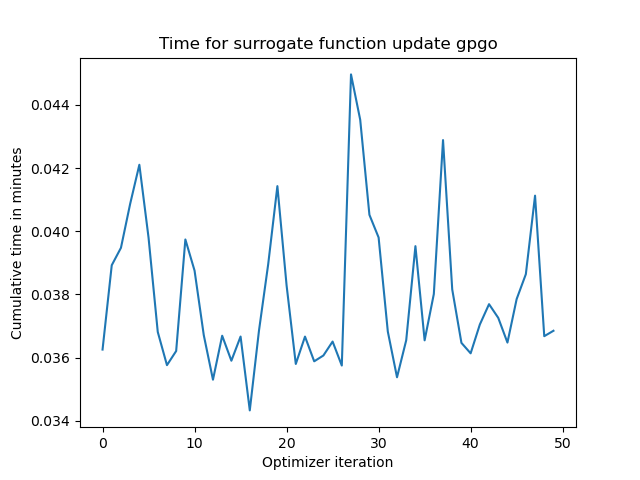 Time for surrogate function update gpgo
Cumulative time in minutes
0.044
0.042
0.040
0.038
0.036
0.034
0 10 20 30 40 50
Optimizer iteration